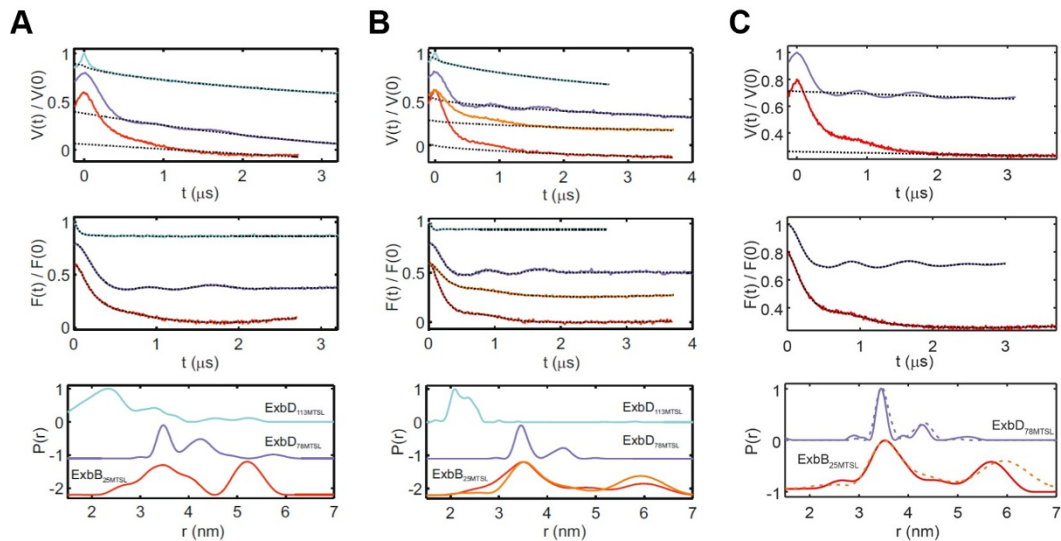 A
B
C
V(t) / V(0)
1
0.5
0
0
1
2
3
t (μs)
V(t) / V(0)
1
0.5
0
0
1
2
3
4
t (μs)
V(t) / V(0)
1
0.8
0.6
0.4
0
1
2
3
t (μs)
F(t) / F(0)
1
0.5
0
0
1
2
3
t (μs)
F(t) / F(0)
1
0.5
0
0
1
2
3
4
t (μs)
F(t) / F(0)
1
0.8
0.6
0.4
0
1
2
3
t (μs)
P(r)
1
0
-1
-2
ExbD113MTSL
ExbD78MTSL
ExbB25MTSL
2
3
4
5
6
7
r (nm)
P(r)
1
0
-1
-2
ExbD113MTSL
ExbD78MTSL
ExbB25MTSL
2
3
4
5
6
7
r (nm)
P(r)
1
0
-1
ExbD78MTSL
ExbB25MTSL
2
3
4
5
6
7
r (nm)